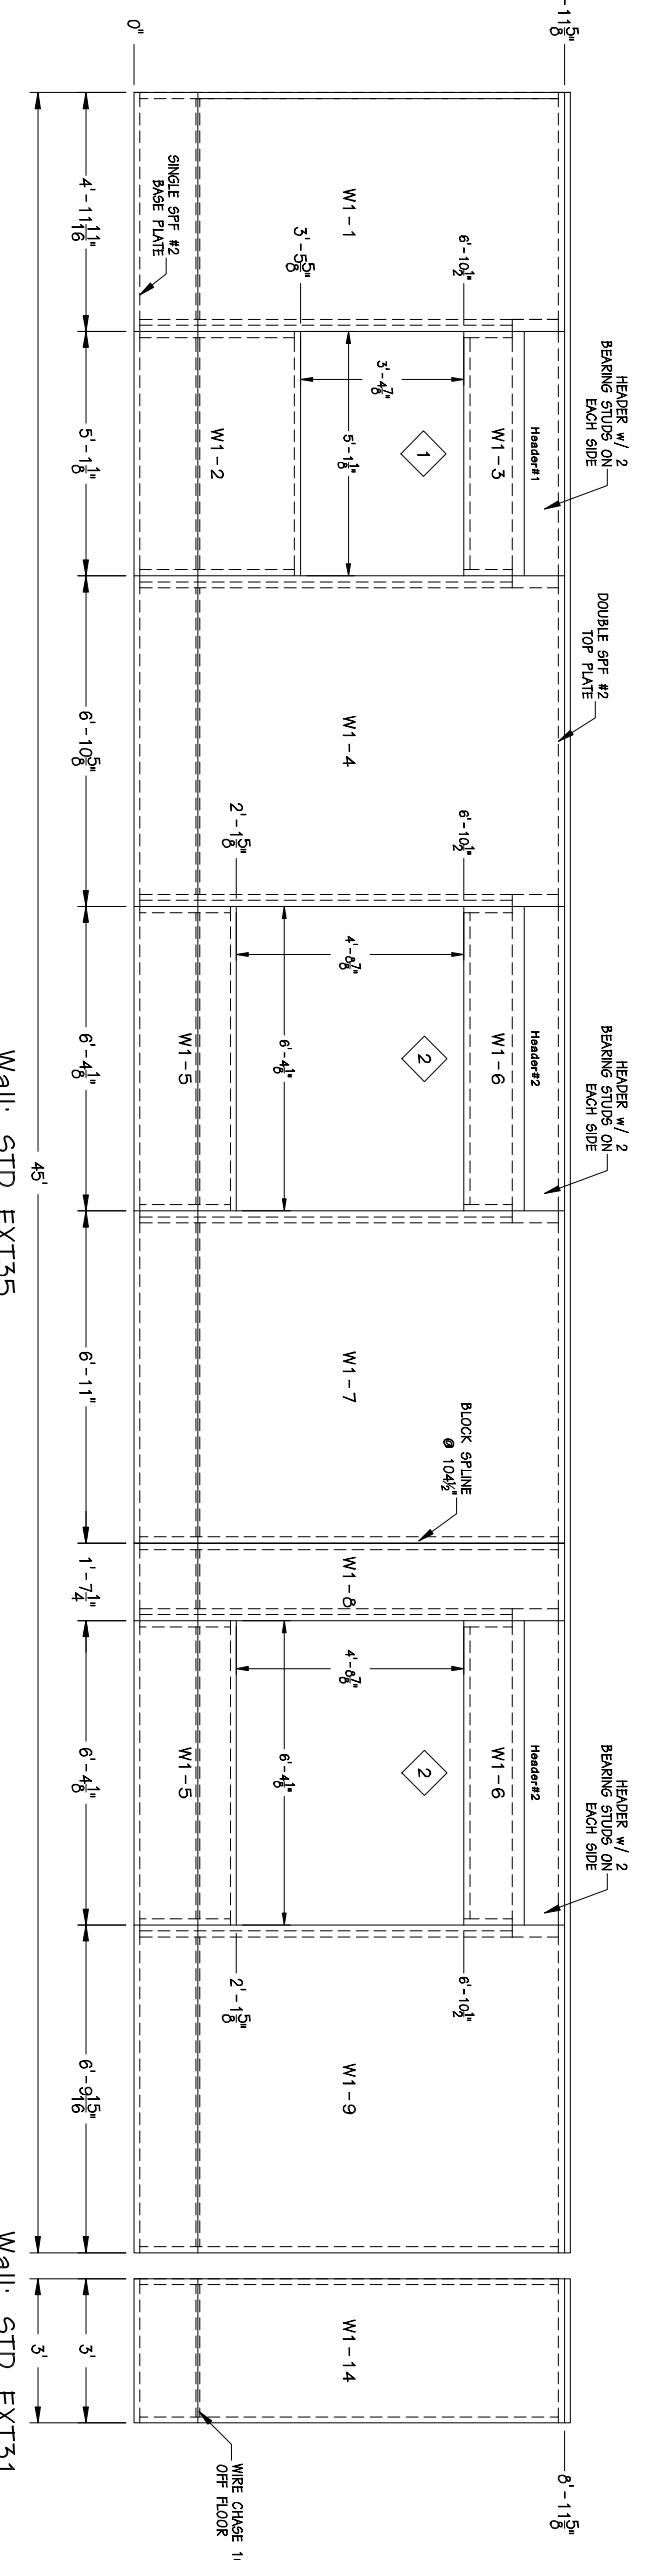 -11 5/8"
0"
HEADER w/ 2
BEARING STUDS ON
EACH SIDE
DOUBLE SPF #2
TOP PLATE
HEADER w/ 2
BEARING STUDS ON
EACH SIDE
HEADER w/ 2
BEARING STUDS ON
EACH SIDE
8'-11 5/8"
Header#1
Header#2
Header#2
6'-10 1/2"
W1-3
6'-10 1/2"
W1-6
BLOCK SPLINE
@ 104½"
W1-6
6'-10 1/2"
1
2
2
W1-1
3'-4 7/8"
5'-1 1/8"
W1-4
4'-8 7/8"
W1-7
W1-8
4'-8 7/8"
W1-9
W1-14
3'-5 5/8"
6'-4 1/8"
6'-4 1/8"
2'-1 5/8"
2'-1 5/8"
W1-2
W1-5
W1-5
SINGLE SPF #2
BASE PLATE
WIRE CHASE 1
OFF FLOOR
4'-11 11/16"
5'-1 1/8"
6'-10 5/8"
6'-4 1/8"
6'-11"
1'-7 1/4"
6'-4 1/8"
6'-9 15/16"
3'
45'
3'
Wall: STD EXT35
Wall: STD EXT31